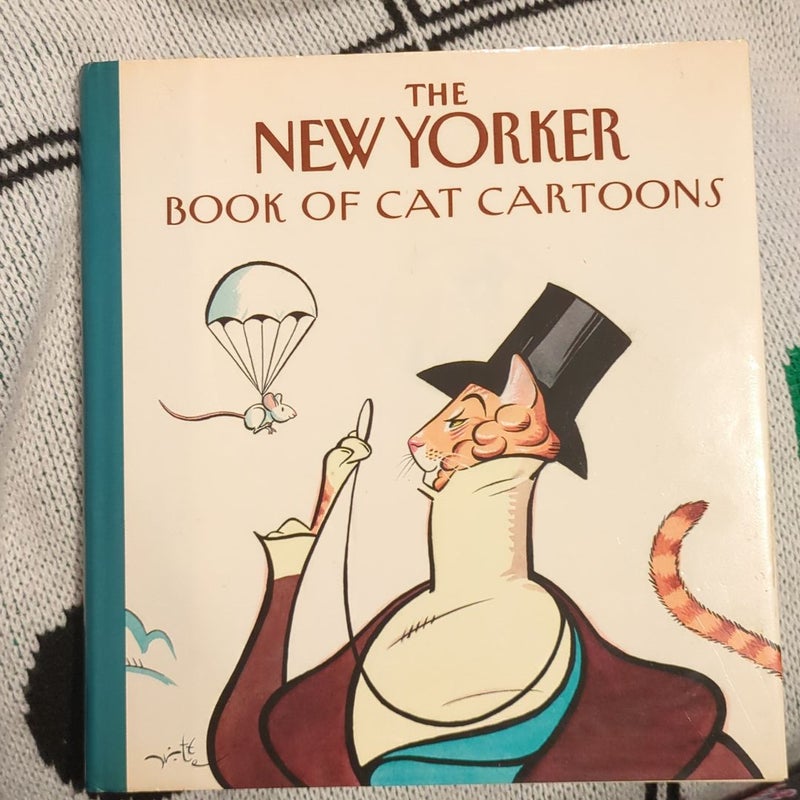 THE
NEW YORKER
BOOK OF CAT CARTOONS